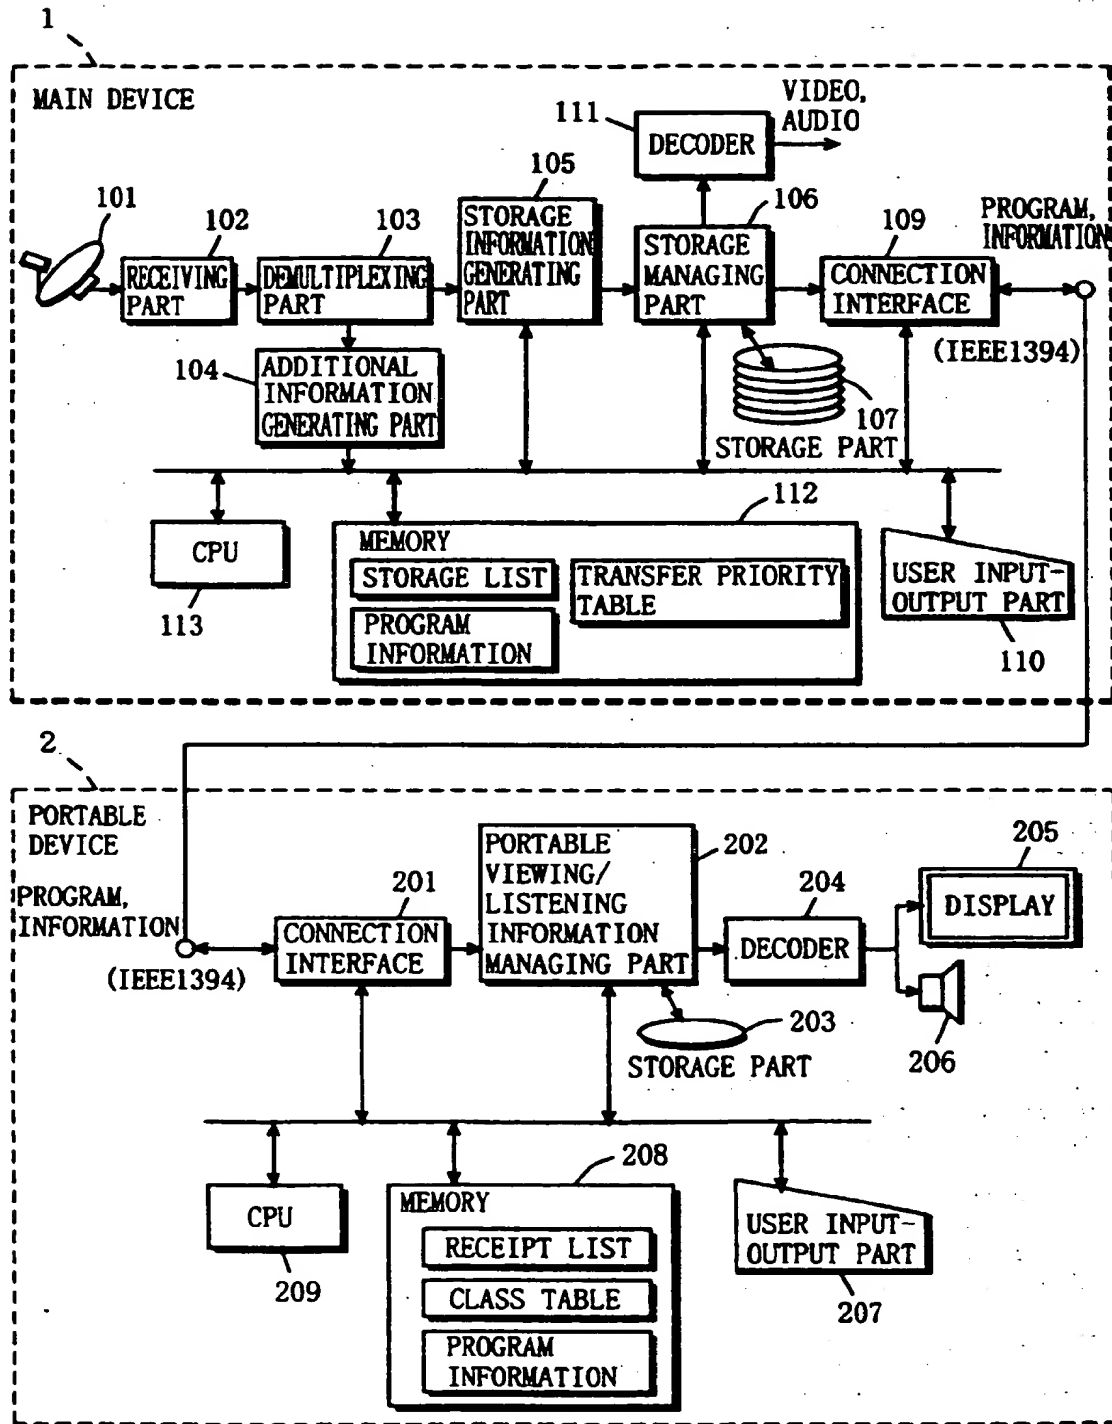 1
MAIN DEVICE
101
102
RECEIVING
PART
103
DEMULTIPLEXING
PART
104
ADDITIONAL
INFORMATION
GENERATING PART
105
STORAGE
INFORMATION
GENERATING
PART
111
DECODER
VIDEO,
AUDIO
106
STORAGE
MANAGING
PART
107
STORAGE PART
109
CONNECTION
INTERFACE
(IEEE1394)
PROGRAM,
INFORMATION
CPU
113
112
MEMORY
STORAGE LIST
PROGRAM
INFORMATION
TRANSFER PRIORITY
TABLE
USER INPUT-
OUTPUT PART
110
2
PORTABLE
DEVICE
PROGRAM,
INFORMATION
(IEEE1394)
201
CONNECTION
INTERFACE
202
PORTABLE
VIEWING/
LISTENING
INFORMATION
MANAGING PART
203
STORAGE PART
204
DECODER
205
DISPLAY
206
CPU
209
208
MEMORY
RECEIPT LIST
CLASS TABLE
PROGRAM
INFORMATION
USER INPUT-
OUTPUT PART
207